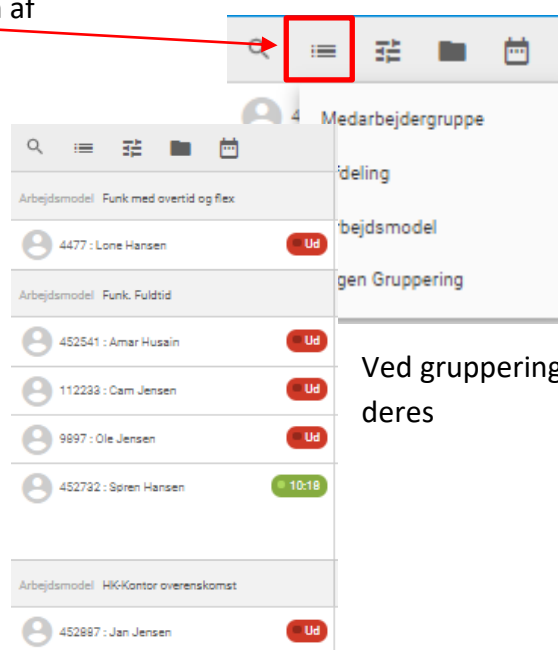 af
4
Medarbejdergruppe
fdeling
rbejdsmodel
gen Gruppering
Arbejdsmodel Funk med overtid og flex
4477 : Lone Hansen Ud
Arbejdsmodel Funk. Fuldtid
452541 : Amar Husain Ud
112233 : Cam Jensen Ud
9897 : Ole Jensen Ud
452732 : Søren Hansen 10:18
Arbejdsmodel HK-Kontor overenskomst
452897 : Jan Jensen Ud
Ved gruppering
deres